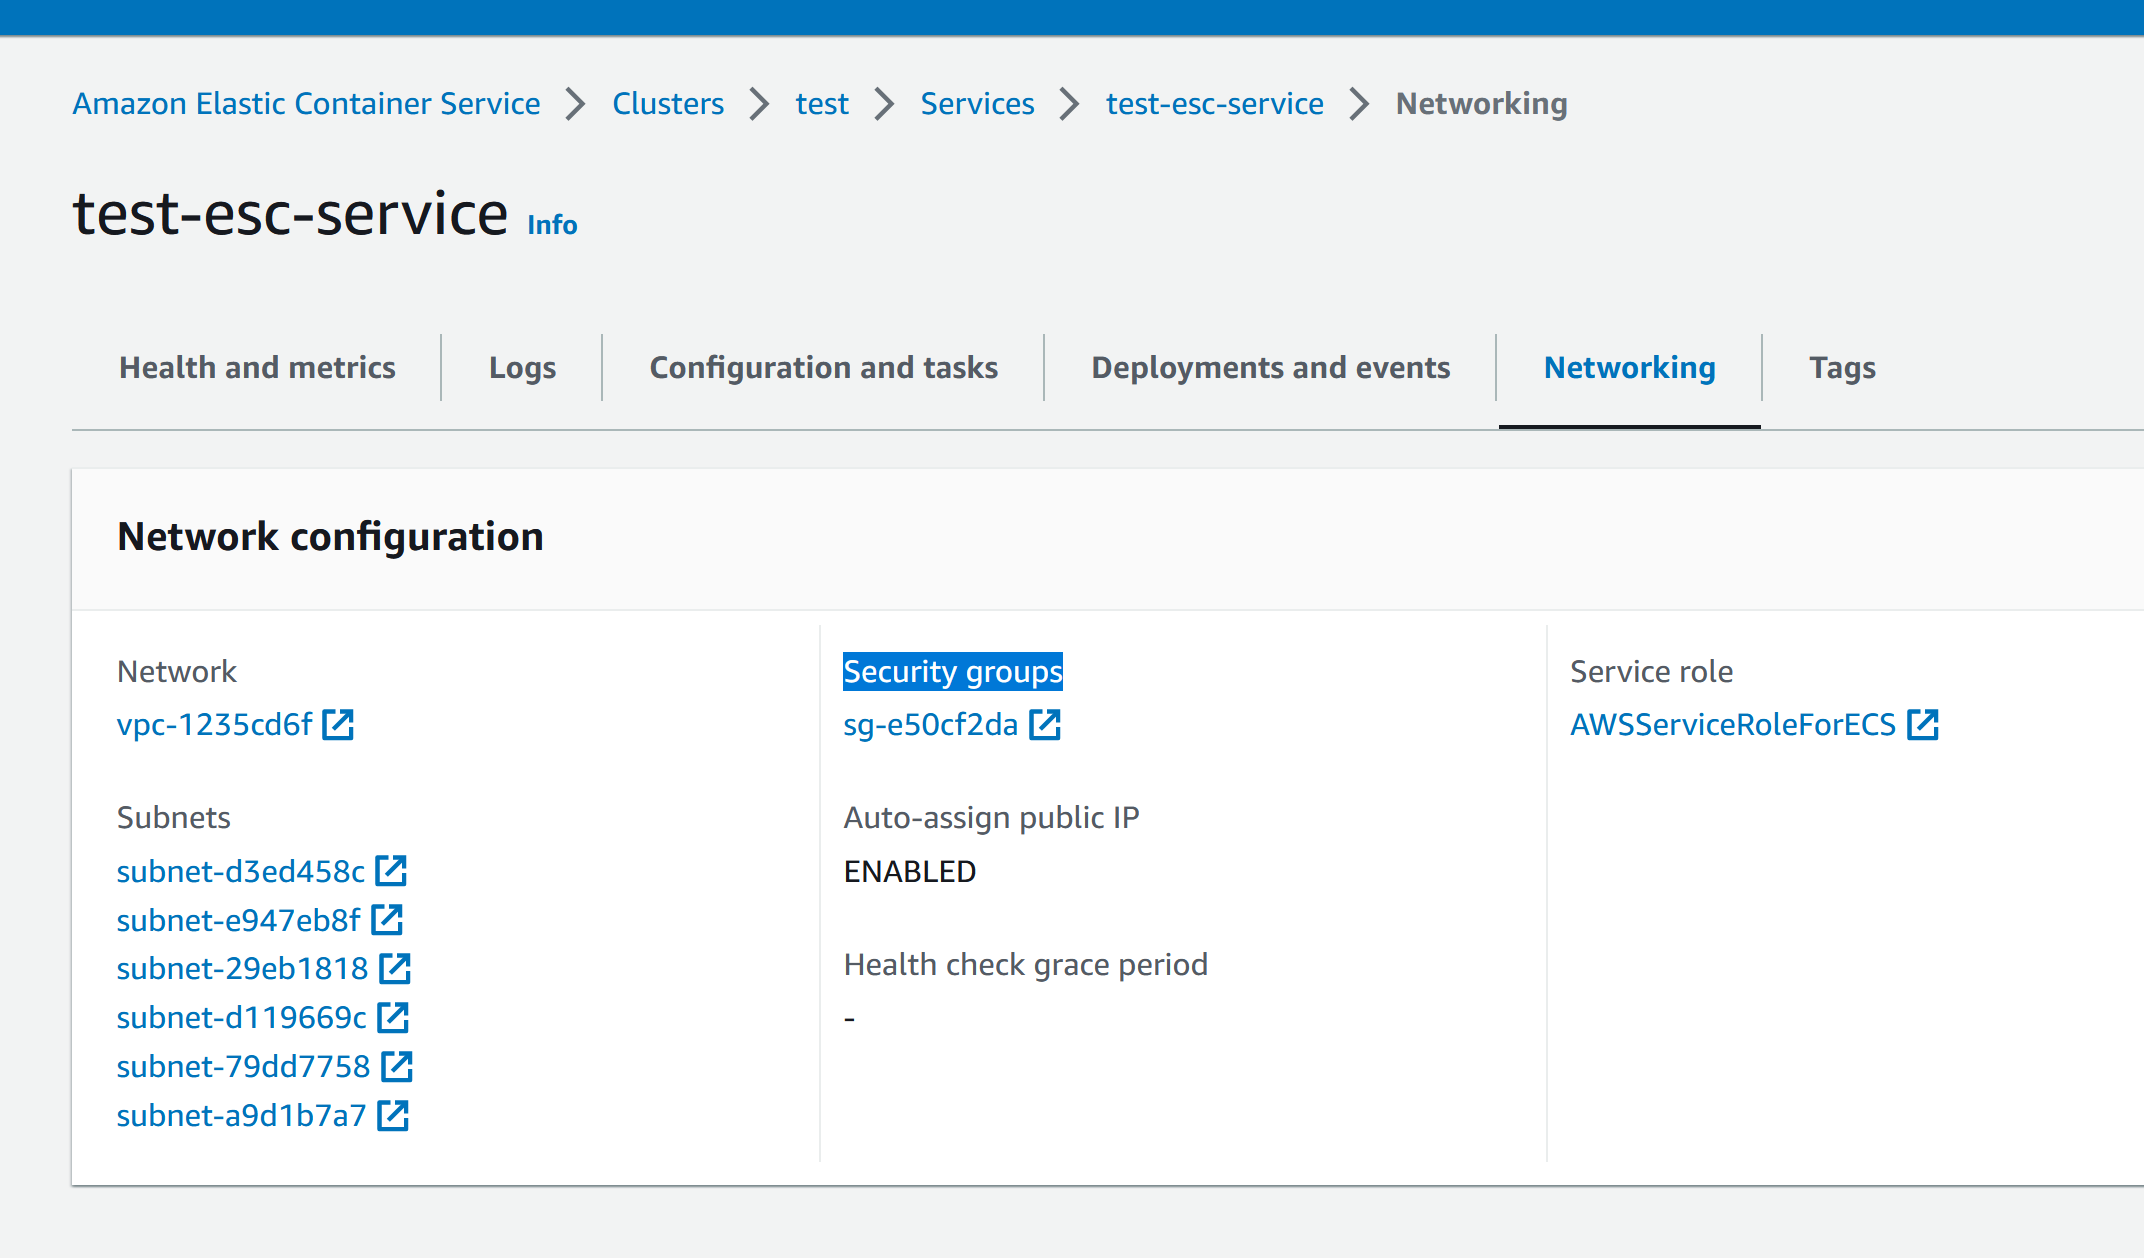 Amazon Elastic Container Service > Clusters > test > Services > test-esc-service > Networking
test-esc-service Info
Health and metrics Logs Configuration and tasks Deployments and events Networking Tags
Network configuration
Network
vpc-1235cd6f
Subnets
subnet-d3ed458c
subnet-e947eb8f
subnet-29eb1818
subnet-d119669c
subnet-79dd7758
subnet-a9d1b7a7
Security groups
sg-e50cf2da
Auto-assign public IP
ENABLED
Health check grace period
-
Service role
AWSServiceRoleForECS